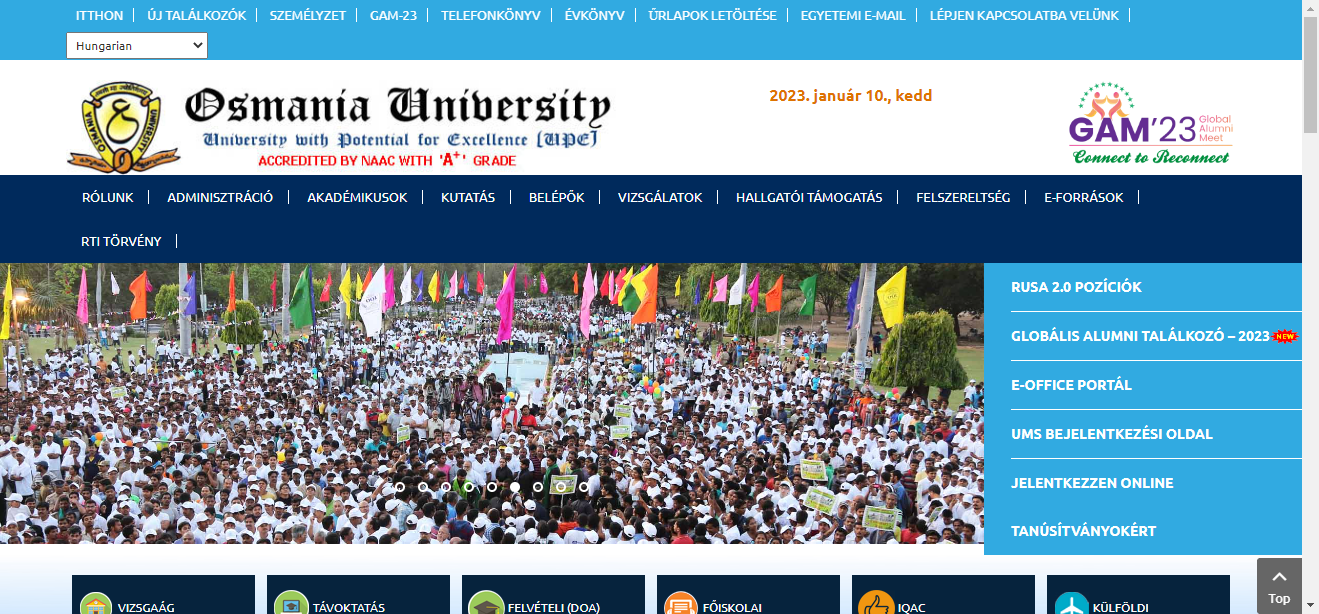 ITTHON ÚJ TALÁLKOZÓK SZEMÉLYZET GAM-23 TELEFONKÖNYV ÉVKÖNYV ŰRLAPOK LETÖLTÉSE EGYETEMI E-MAIL LÉPJEN KAPCSOLATBA VELÜNK
Hungarian
Osmania University
University with Potential for Excellence [UPE]
ACCREDITED BY NAAC WITH 'A+' GRADE
2023. január 10., kedd
GAM'23 Global Alumni Meet
Connect to Reconnect
RÓLUNK ADMINISZTRÁCIÓ AKADÉMIKUSOK KUTATÁS BELÉPŐK VIZSGÁLATOK HALLGATÓI TÁMOGATÁS FELSZERELTSÉG E-FORRÁSOK
RTI TÖRVÉNY
RUSA 2.0 POZÍCIÓK
GLOBÁLIS ALUMNI TALÁLKOZÓ – 2023 NEW
E-OFFICE PORTÁL
UMS BEJELENTKEZÉSI OLDAL
JELENTKEZZEN ONLINE
TANÚSÍTVÁNYOKÉRT
VIZSGAÁG TÁVOKTATÁS FELVÉTELI (DOA) FŐISKOLAI IQAC KÜLFÖLDI
Top